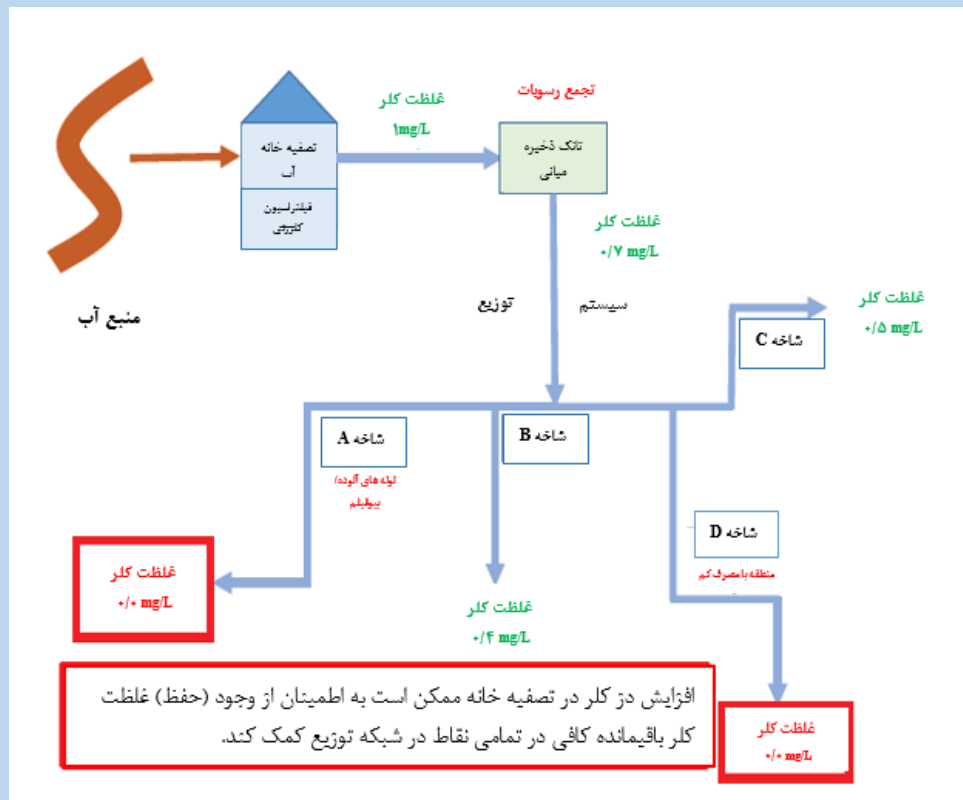 تجمع رسوبات
غلظت کلر
۱mg/L
تصفیه خانه
آب
فیلتراسیون
کلرزنی
تانک ذخیره
میانی
غلظت کلر
۰/۷ mg/L
منبع آب
سیستم
توزیع
غلظت کلر
۰/۵ mg/L
شاخه C
شاخه B
شاخه A
لوله های آلوده/
بیوفیلم
شاخه D
منطقه با مصرف کم
غلظت کلر
۰/۰ mg/L
غلظت کلر
۰/۴ mg/L
افزایش دز کلر در تصفیه خانه ممکن است به اطمینان از وجود (حفظ) غلظت
کلر باقیمانده کافی در تمامی نقاط در شبکه توزیع کمک کند.
غلظت کلر
۰/۰ mg/L